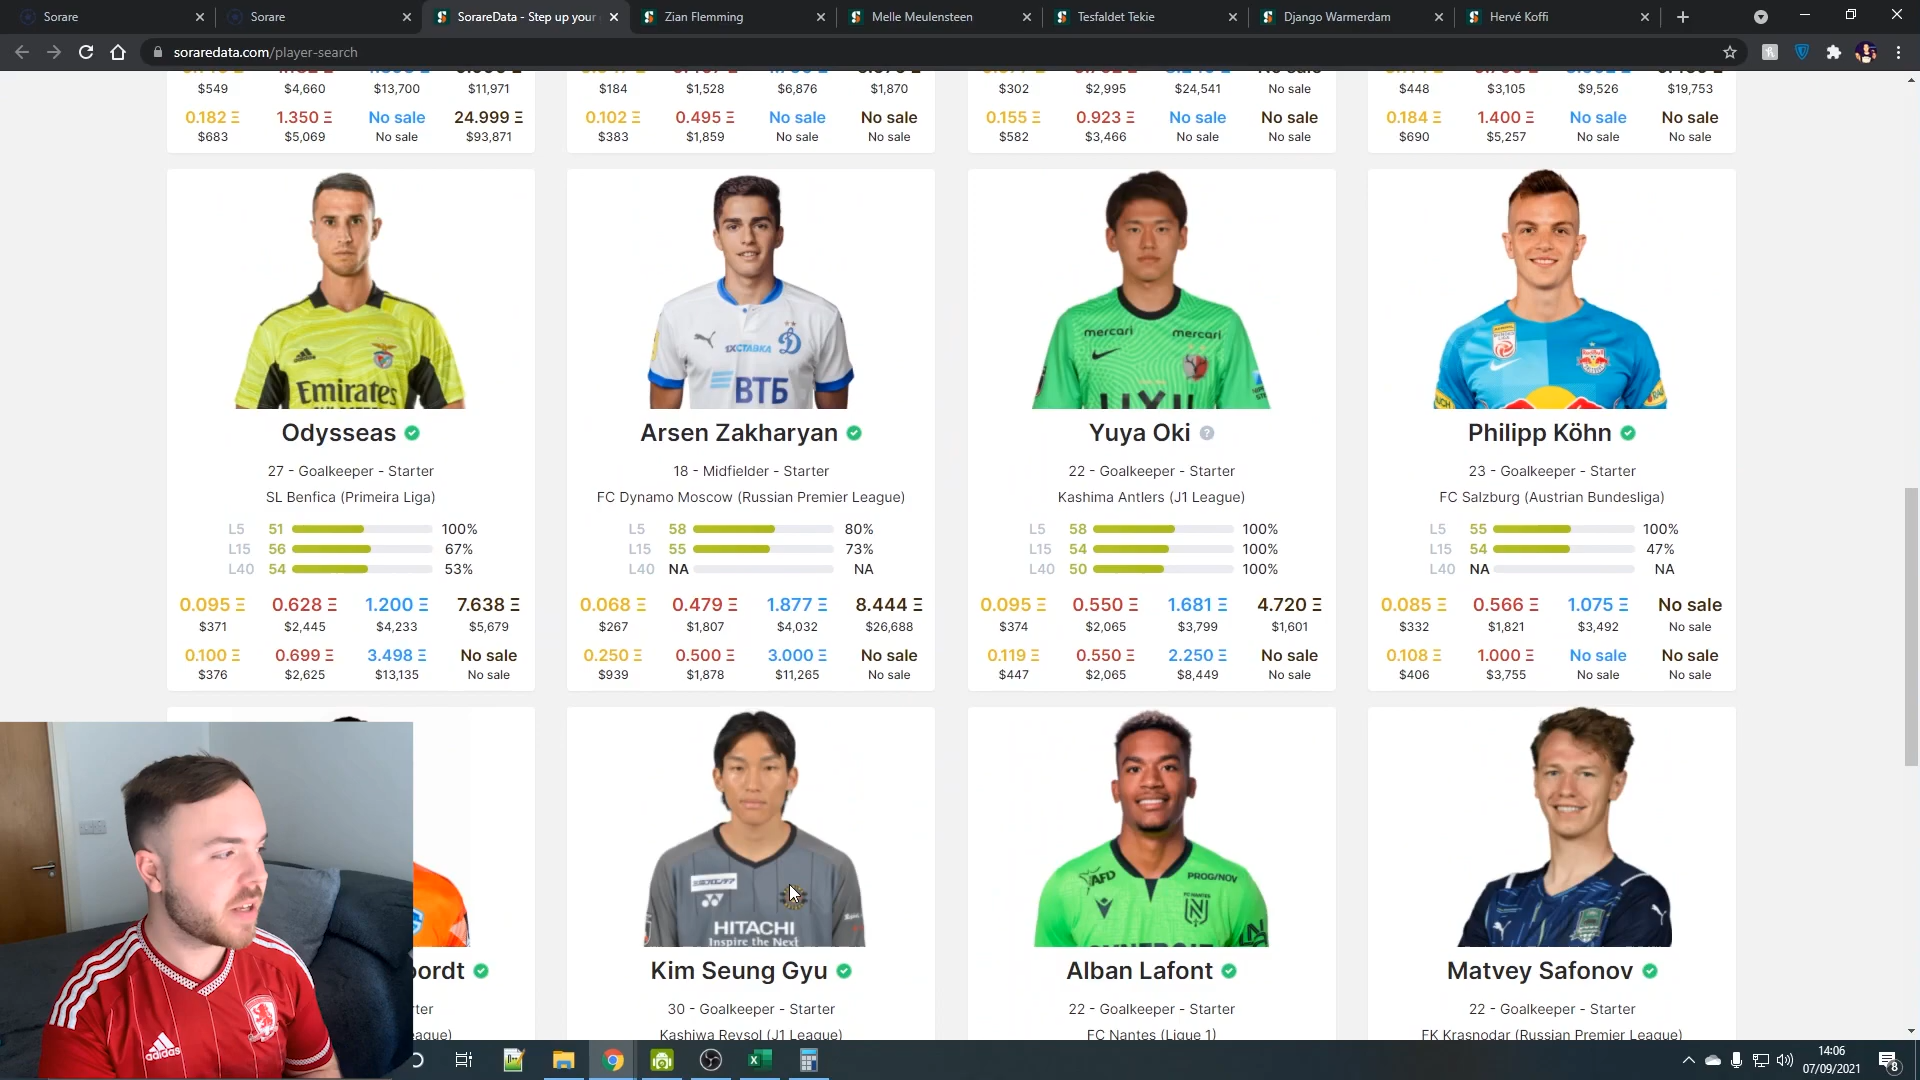 Sorare
Sorare
SorareData - Step up your
Zian Flemming
Melle Meulensteen
Tesfaldet Tekie
Django Warmerdam
Hervé Koffi
soraredata.com/player-search
$549 $4,660 $13,700 $11,971
0.182 Ξ 1.350 Ξ No sale 24.999 Ξ
$683 $5,069 No sale $93,871
$184 $1,528 $6,876 $1,870
0.102 Ξ 0.495 Ξ No sale No sale
$383 $1,859 No sale No sale
$302 $2,995 $24,541 No sale
0.155 Ξ 0.923 Ξ No sale No sale
$582 $3,466 No sale No sale
$448 $3,105 $9,526 $19,753
0.184 Ξ 1.400 Ξ No sale No sale
$690 $5,257 No sale No sale
Emirates
Odysseas
27 - Goalkeeper - Starter
SL Benfica (Primeira Liga)
L5 51 100%
L15 56 67%
L40 54 53%
0.095 Ξ 0.628 Ξ 1.200 Ξ 7.638 Ξ
$371 $2,445 $4,233 $5,679
0.100 Ξ 0.699 Ξ 3.498 Ξ No sale
$376 $2,625 $13,135 No sale
1XСТАВКА
ВТБ
Arsen Zakharyan
18 - Midfielder - Starter
FC Dynamo Moscow (Russian Premier League)
L5 58 80%
L15 55 73%
L40 NA NA
0.068 Ξ 0.479 Ξ 1.877 Ξ 8.444 Ξ
$267 $1,807 $4,032 $26,688
0.250 Ξ 0.500 Ξ 3.000 Ξ No sale
$939 $1,878 $11,265 No sale
mercari mercari
Yuya Oki
22 - Goalkeeper - Starter
Kashima Antlers (J1 League)
L5 58 100%
L15 54 100%
L40 50 100%
0.095 Ξ 0.550 Ξ 1.681 Ξ 4.720 Ξ
$374 $2,065 $3,799 $1,601
0.119 Ξ 0.550 Ξ 2.250 Ξ No sale
$447 $2,065 $8,449 No sale
Philipp Köhn
23 - Goalkeeper - Starter
FC Salzburg (Austrian Bundesliga)
L5 55 100%
L15 54 47%
L40 NA NA
0.085 Ξ 0.566 Ξ 1.075 Ξ No sale
$332 $1,821 $3,492 No sale
0.108 Ξ 1.000 Ξ No sale No sale
$406 $3,755 No sale No sale
adidas
HITACHI
Inspire the Next
Kim Seung Gyu
30 - Goalkeeper - Starter
Kashiwa Reysol (J1 League)
AFD PROG/NOV
Alban Lafont
22 - Goalkeeper - Starter
FC Nantes (Ligue 1)
Matvey Safonov
22 - Goalkeeper - Starter
FK Krasnodar (Russian Premier League)
14:06
07/09/2021
8